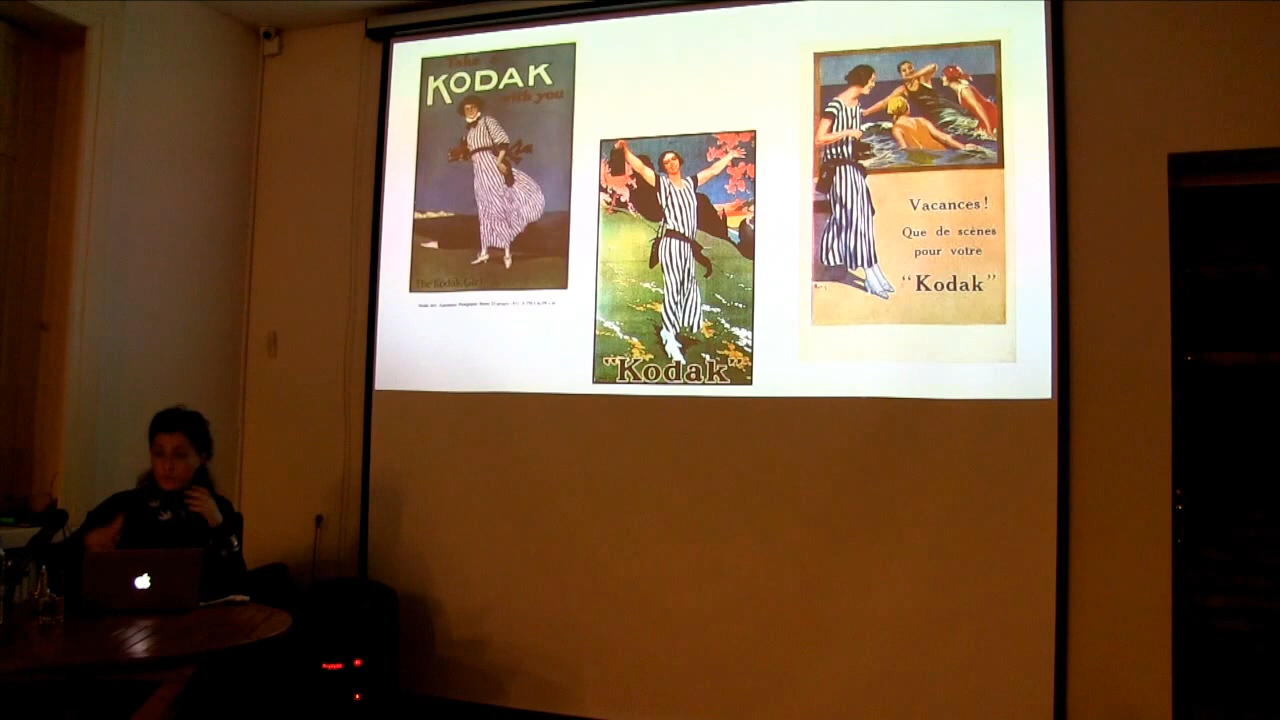 Take a
KODAK
with you
The Kodak Girl
"Kodak"
Vacances!
Que de scènes
pour votre
"Kodak"